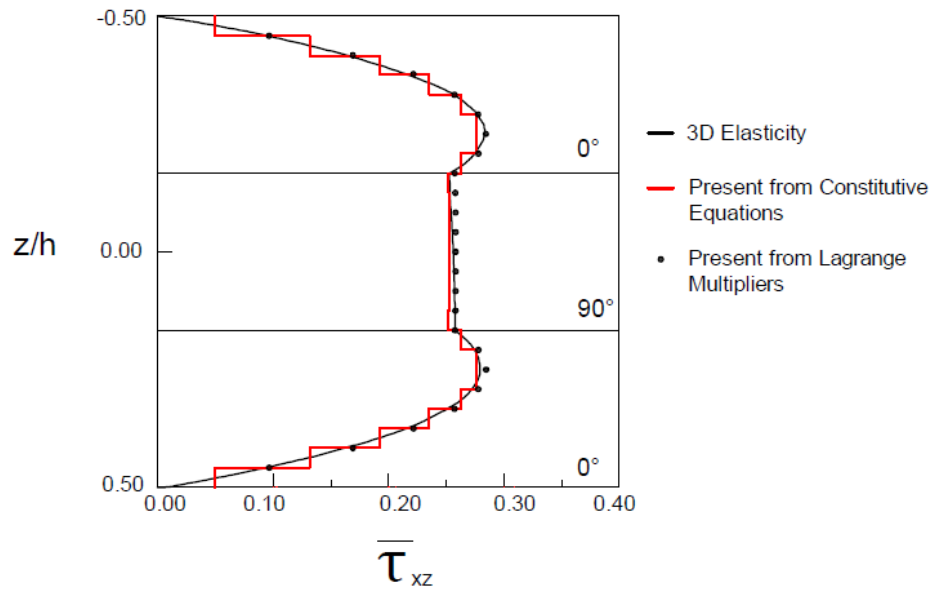 -0.50
0°
z/h
0.00
90°
0°
0.50
0.00
0.10
0.20
0.30
0.40
τ̅xz
3D Elasticity
Present from Constitutive
Equations
Present from Lagrange
Multipliers